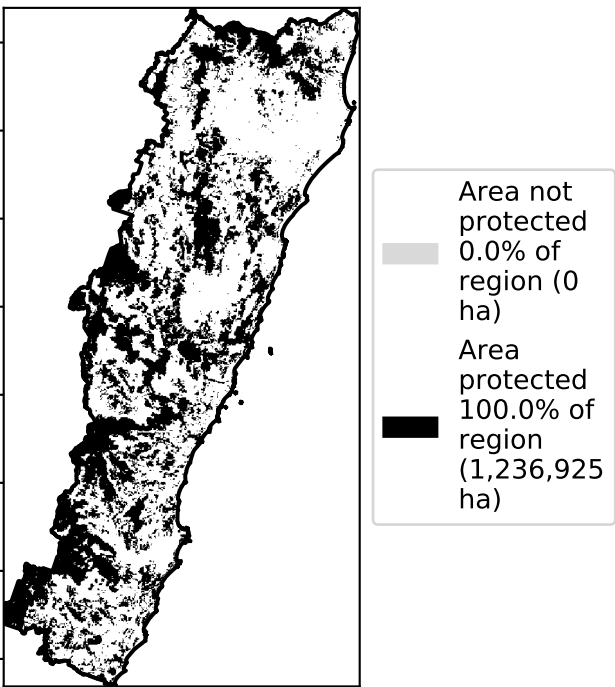 Area not
protected
0.0% of
region (0
ha)
Area
protected
100.0% of
region
(1,236,925
ha)